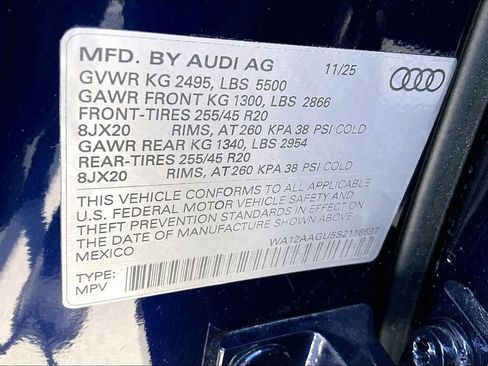 MFD. BY AUDI AG 11/25
GVWR KG 2495, LBS 5500
GAWR FRONT KG 1300, LBS 2866
FRONT-TIRES 255/45 R20
8JX20 RIMS, AT 260 KPA 38 PSI COLD
GAWR REAR KG 1340, LBS 2954
REAR-TIRES 255/45 R20
8JX20 RIMS, AT 260 KPA 38 PSI COLD
THIS VEHICLE CONFORMS TO ALL APPLICABLE
U.S. FEDERAL MOTOR VEHICLE SAFETY AND
THEFT PREVENTION STANDARDS IN EFFECT ON
THE DATE OF MANUFACTURE SHOWN ABOVE.
MEXICO
WA12AAGU5S2118597
TYPE:
MPV